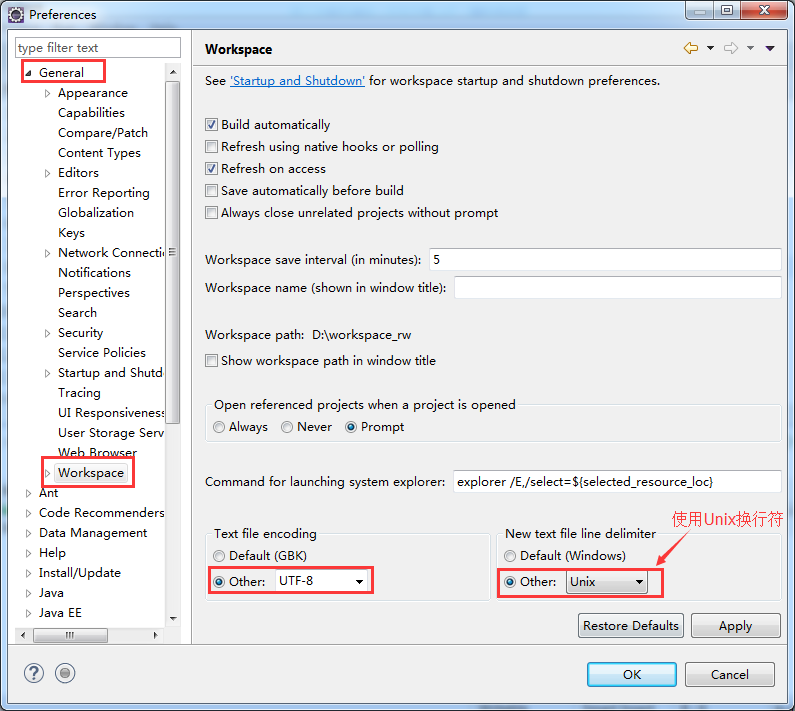 Preferences
type filter text
General
Appearance
Capabilities
Compare/Patch
Content Types
Editors
Error Reporting
Globalization
Keys
Network Connecti
Notifications
Perspectives
Search
Security
Service Policies
Startup and Shutd
Tracing
UI Responsiveness
User Storage Serv
Web Browser
Workspace
Ant
Code Recommenders
Data Management
Help
Install/Update
Java
Java EE
Workspace
See 'Startup and Shutdown' for workspace startup and shutdown preferences.
Build automatically
Refresh using native hooks or polling
Refresh on access
Save automatically before build
Always close unrelated projects without prompt
Workspace save interval (in minutes): 5
Workspace name (shown in window title):
Workspace path: D:\workspace_rw
Show workspace path in window title
Open referenced projects when a project is opened
Always Never Prompt
Command for launching system explorer: explorer /E,/select=${selected_resource_loc}
Text file encoding
Default (GBK)
Other: UTF-8
使用Unix换行符
New text file line delimiter
Default (Windows)
Other: Unix
Restore Defaults Apply
OK Cancel